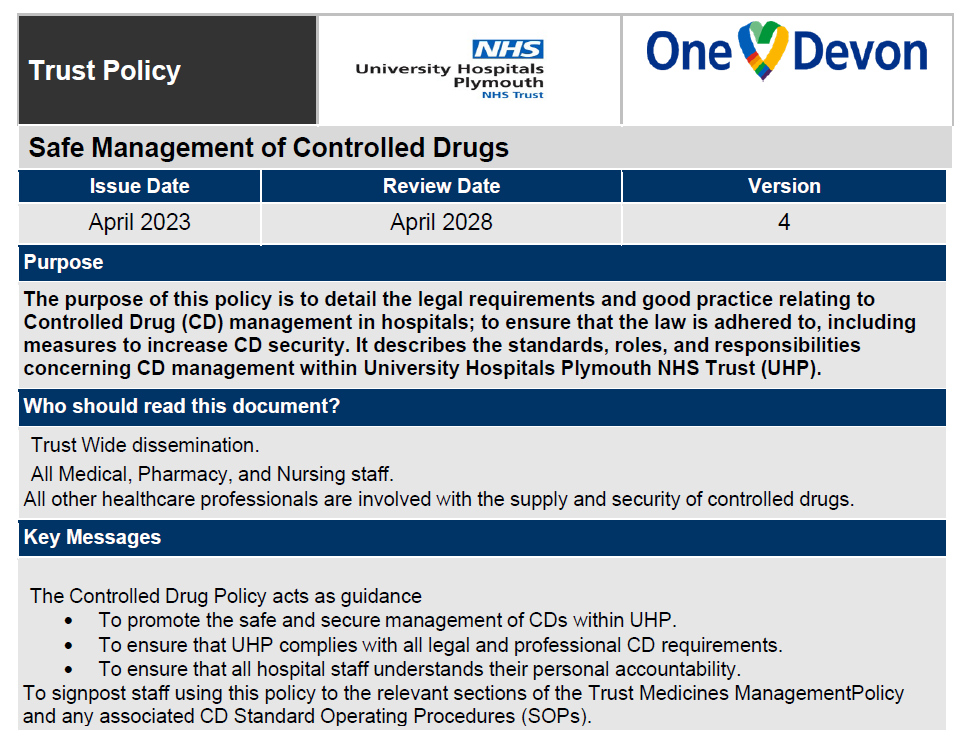 Trust Policy
NHS
University Hospitals
Plymouth
NHS Trust
One Devon
Safe Management of Controlled Drugs
Issue Date Review Date Version
April 2023 April 2028 4
Purpose
The purpose of this policy is to detail the legal requirements and good practice relating to
Controlled Drug (CD) management in hospitals; to ensure that the law is adhered to, including
measures to increase CD security. It describes the standards, roles, and responsibilities
concerning CD management within University Hospitals Plymouth NHS Trust (UHP).
Who should read this document?
Trust Wide dissemination.
All Medical, Pharmacy, and Nursing staff.
All other healthcare professionals are involved with the supply and security of controlled drugs.
Key Messages
The Controlled Drug Policy acts as guidance
• To promote the safe and secure management of CDs within UHP.
• To ensure that UHP complies with all legal and professional CD requirements.
• To ensure that all hospital staff understands their personal accountability.
To signpost staff using this policy to the relevant sections of the Trust Medicines ManagementPolicy
and any associated CD Standard Operating Procedures (SOPs).